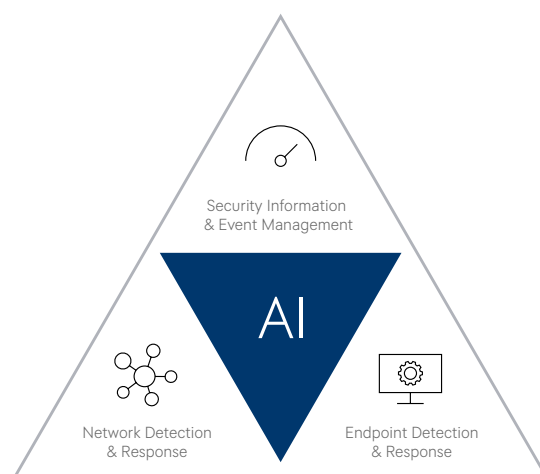 Security Information
& Event Management
AI
Network Detection
& Response
Endpoint Detection
& Response